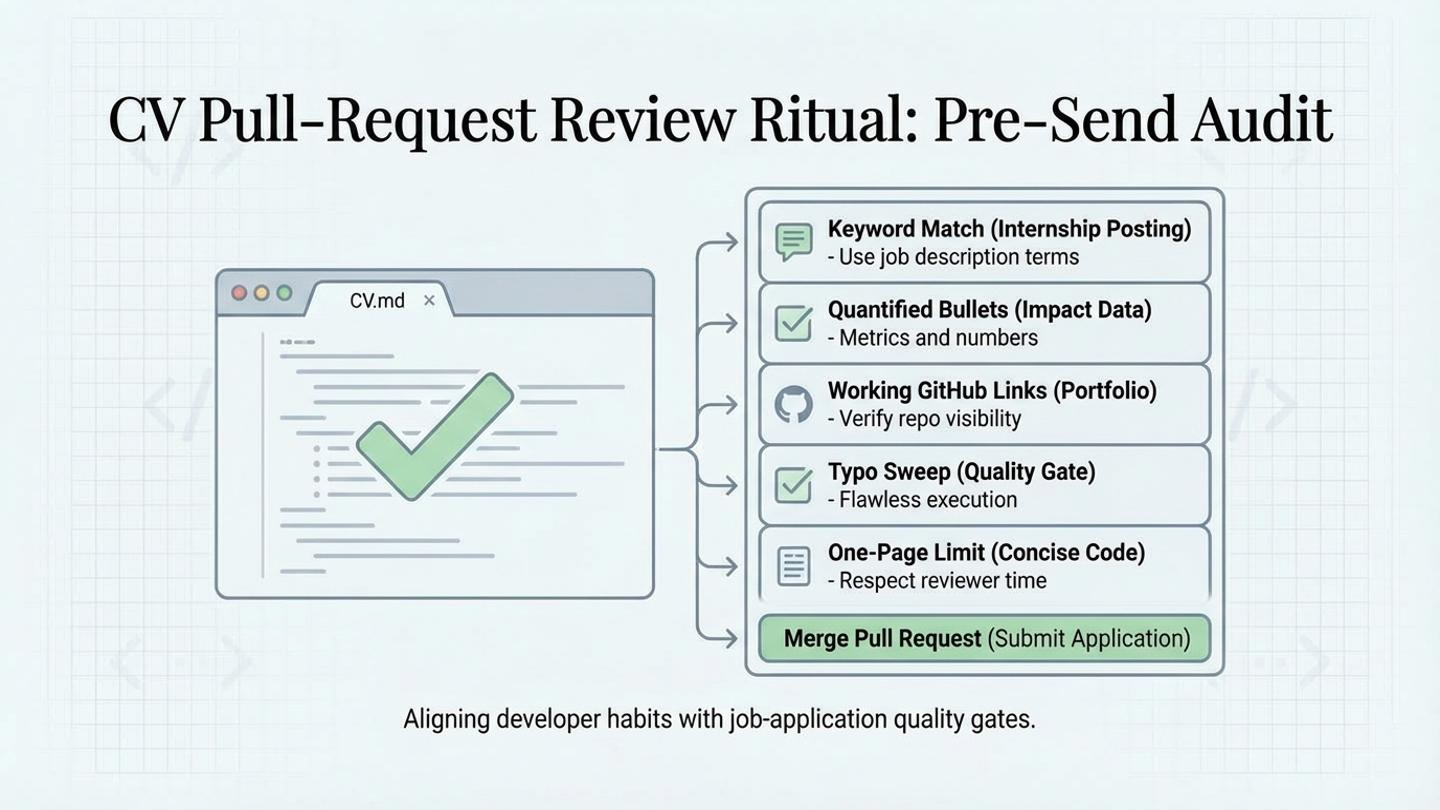 CV Pull-Request Review Ritual: Pre-Send Audit
CV.md ×
Keyword Match (Internship Posting)
- Use job description terms
Quantified Bullets (Impact Data)
- Metrics and numbers
Working GitHub Links (Portfolio)
- Verify repo visibility
Typo Sweep (Quality Gate)
- Flawless execution
One-Page Limit (Concise Code)
- Respect reviewer time
Merge Pull Request (Submit Application)
Aligning developer habits with job-application quality gates.